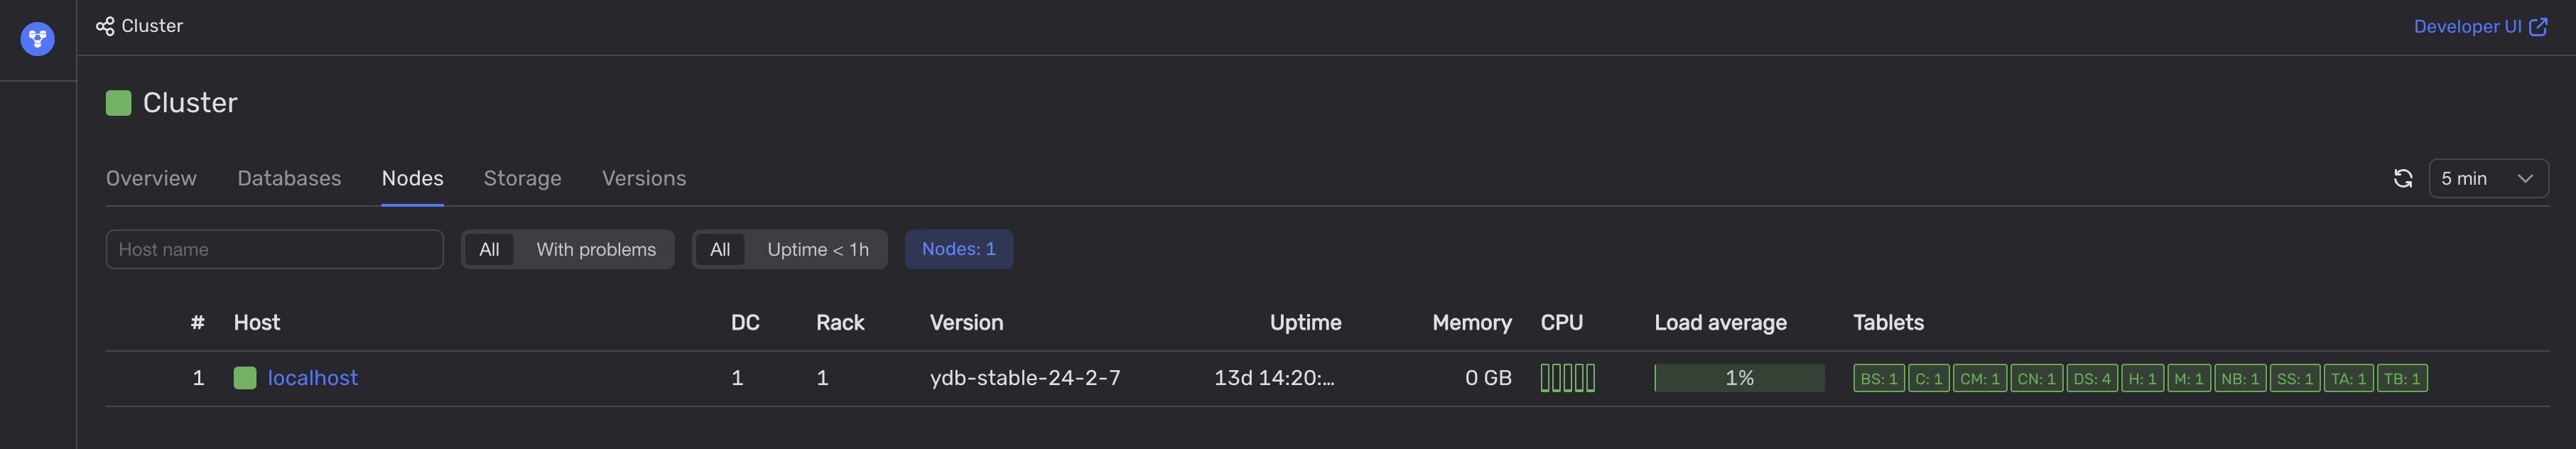 Cluster
Developer UI
Cluster
Overview Databases Nodes Storage Versions
5 min
Host name
All With problems
All Uptime < 1h
Nodes: 1
# Host DC Rack Version Uptime Memory CPU Load average Tablets
1 localhost 1 1 ydb-stable-24-2-7 13d 14:20:... 0 GB 1% BS: 1 C: 1 CM: 1 CN: 1 DS: 4 H: 1 M: 1 NB: 1 SS: 1 TA: 1 TB: 1